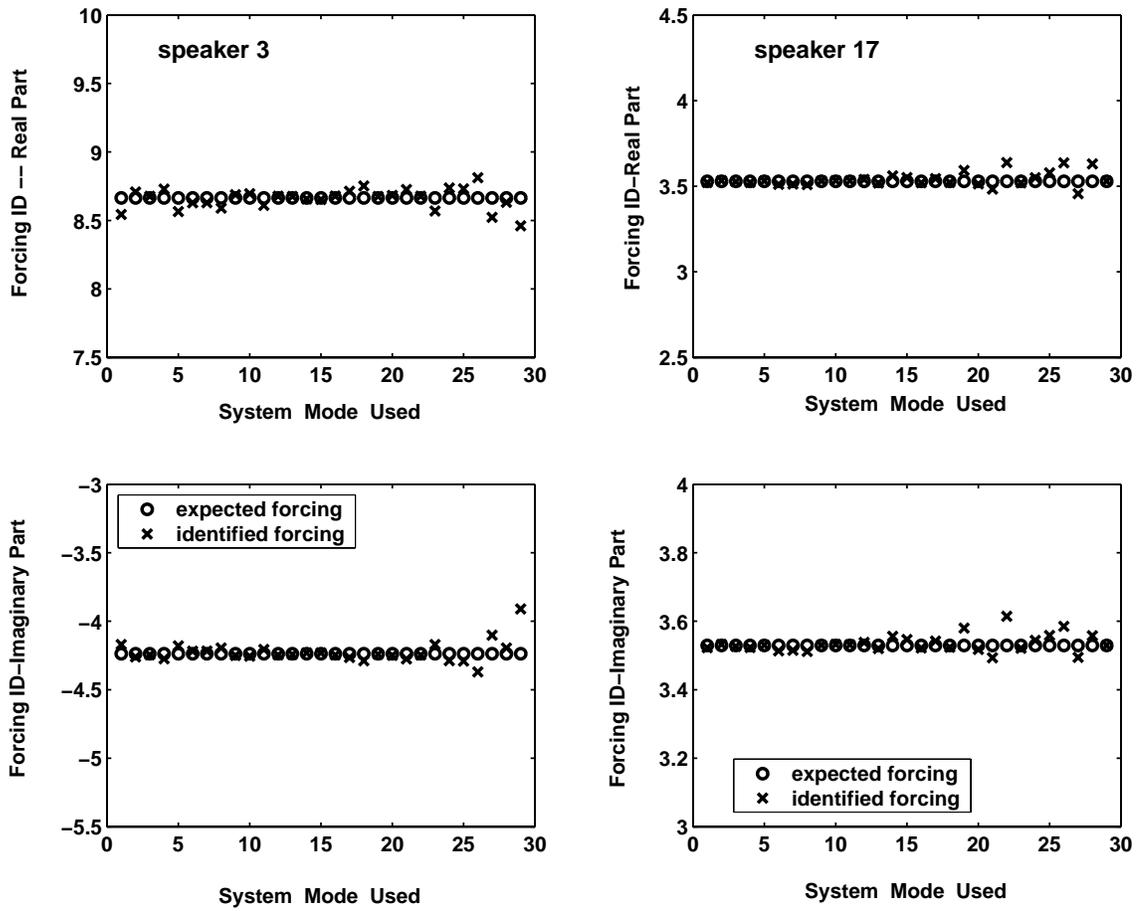 speaker 3
Forcing ID −− Real Part
10
9.5
9
8.5
8
7.5
0 5 10 15 20 25 30
System Mode Used
speaker 17
Forcing ID−Real Part
4.5
4
3.5
3
2.5
0 5 10 15 20 25 30
System Mode Used
Forcing ID−Imaginary Part
−3
−3.5
−4
−4.5
−5
−5.5
expected forcing
identified forcing
0 5 10 15 20 25 30
System Mode Used
Forcing ID−Imaginary Part
4
3.8
3.6
3.4
3.2
3
expected forcing
identified forcing
0 5 10 15 20 25 30
System Mode Used